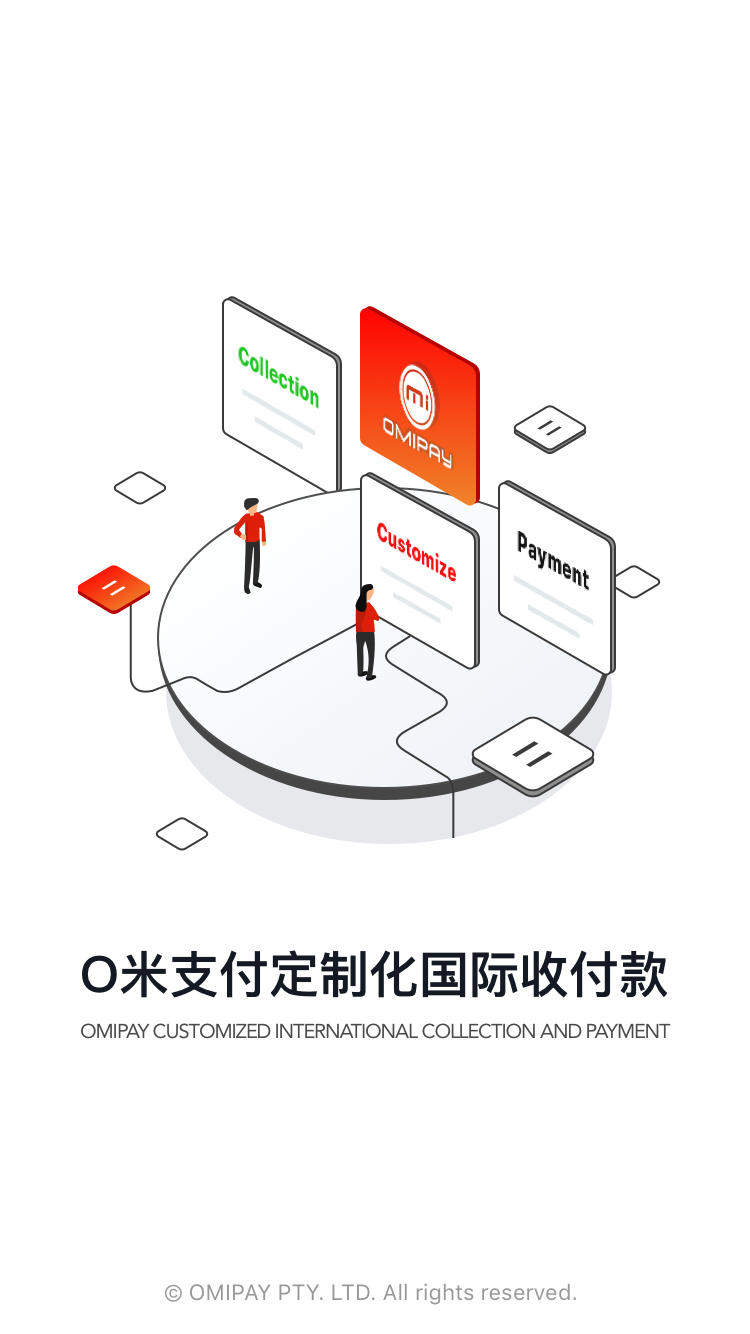 Collection
mi
OMIPAY
Customize
Payment
O米支付定制化国际收付款
OMIPAY CUSTOMIZED INTERNATIONAL COLLECTION AND PAYMENT
© OMIPAY PTY. LTD. All rights reserved.